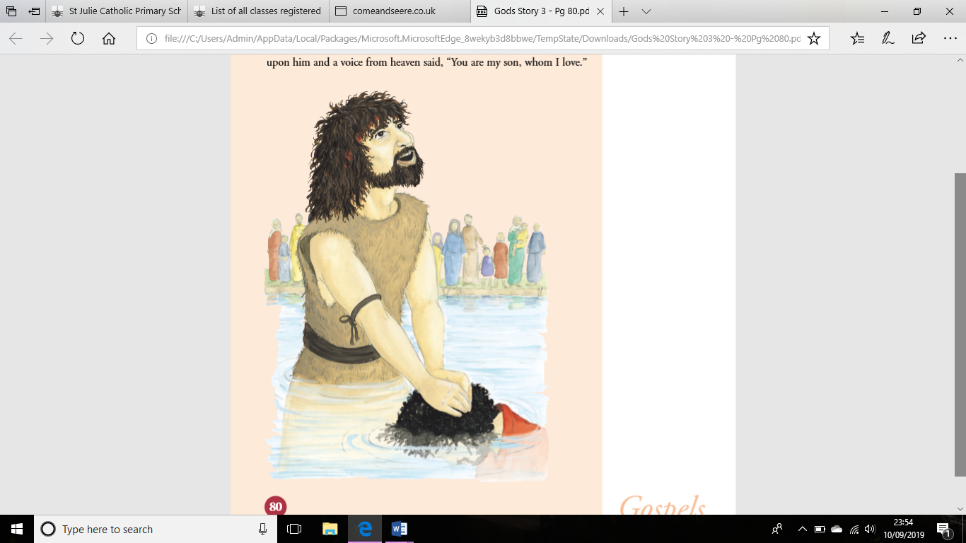 St Julie Catholic Primary Sch
List of all classes registered
comeandseere.co.uk
Gods Story 3 - Pg 80.pd
file:///C:/Users/Admin/AppData/Local/Packages/Microsoft.MicrosoftEdge_8wekyb3d8bbwe/TempState/Downloads/Gods%20Story%203%20-%20Pg%2080.pd
upon him and a voice from heaven said, “You are my son, whom I love.”
80
Gospels
Type here to search
23:54
10/09/2019
1